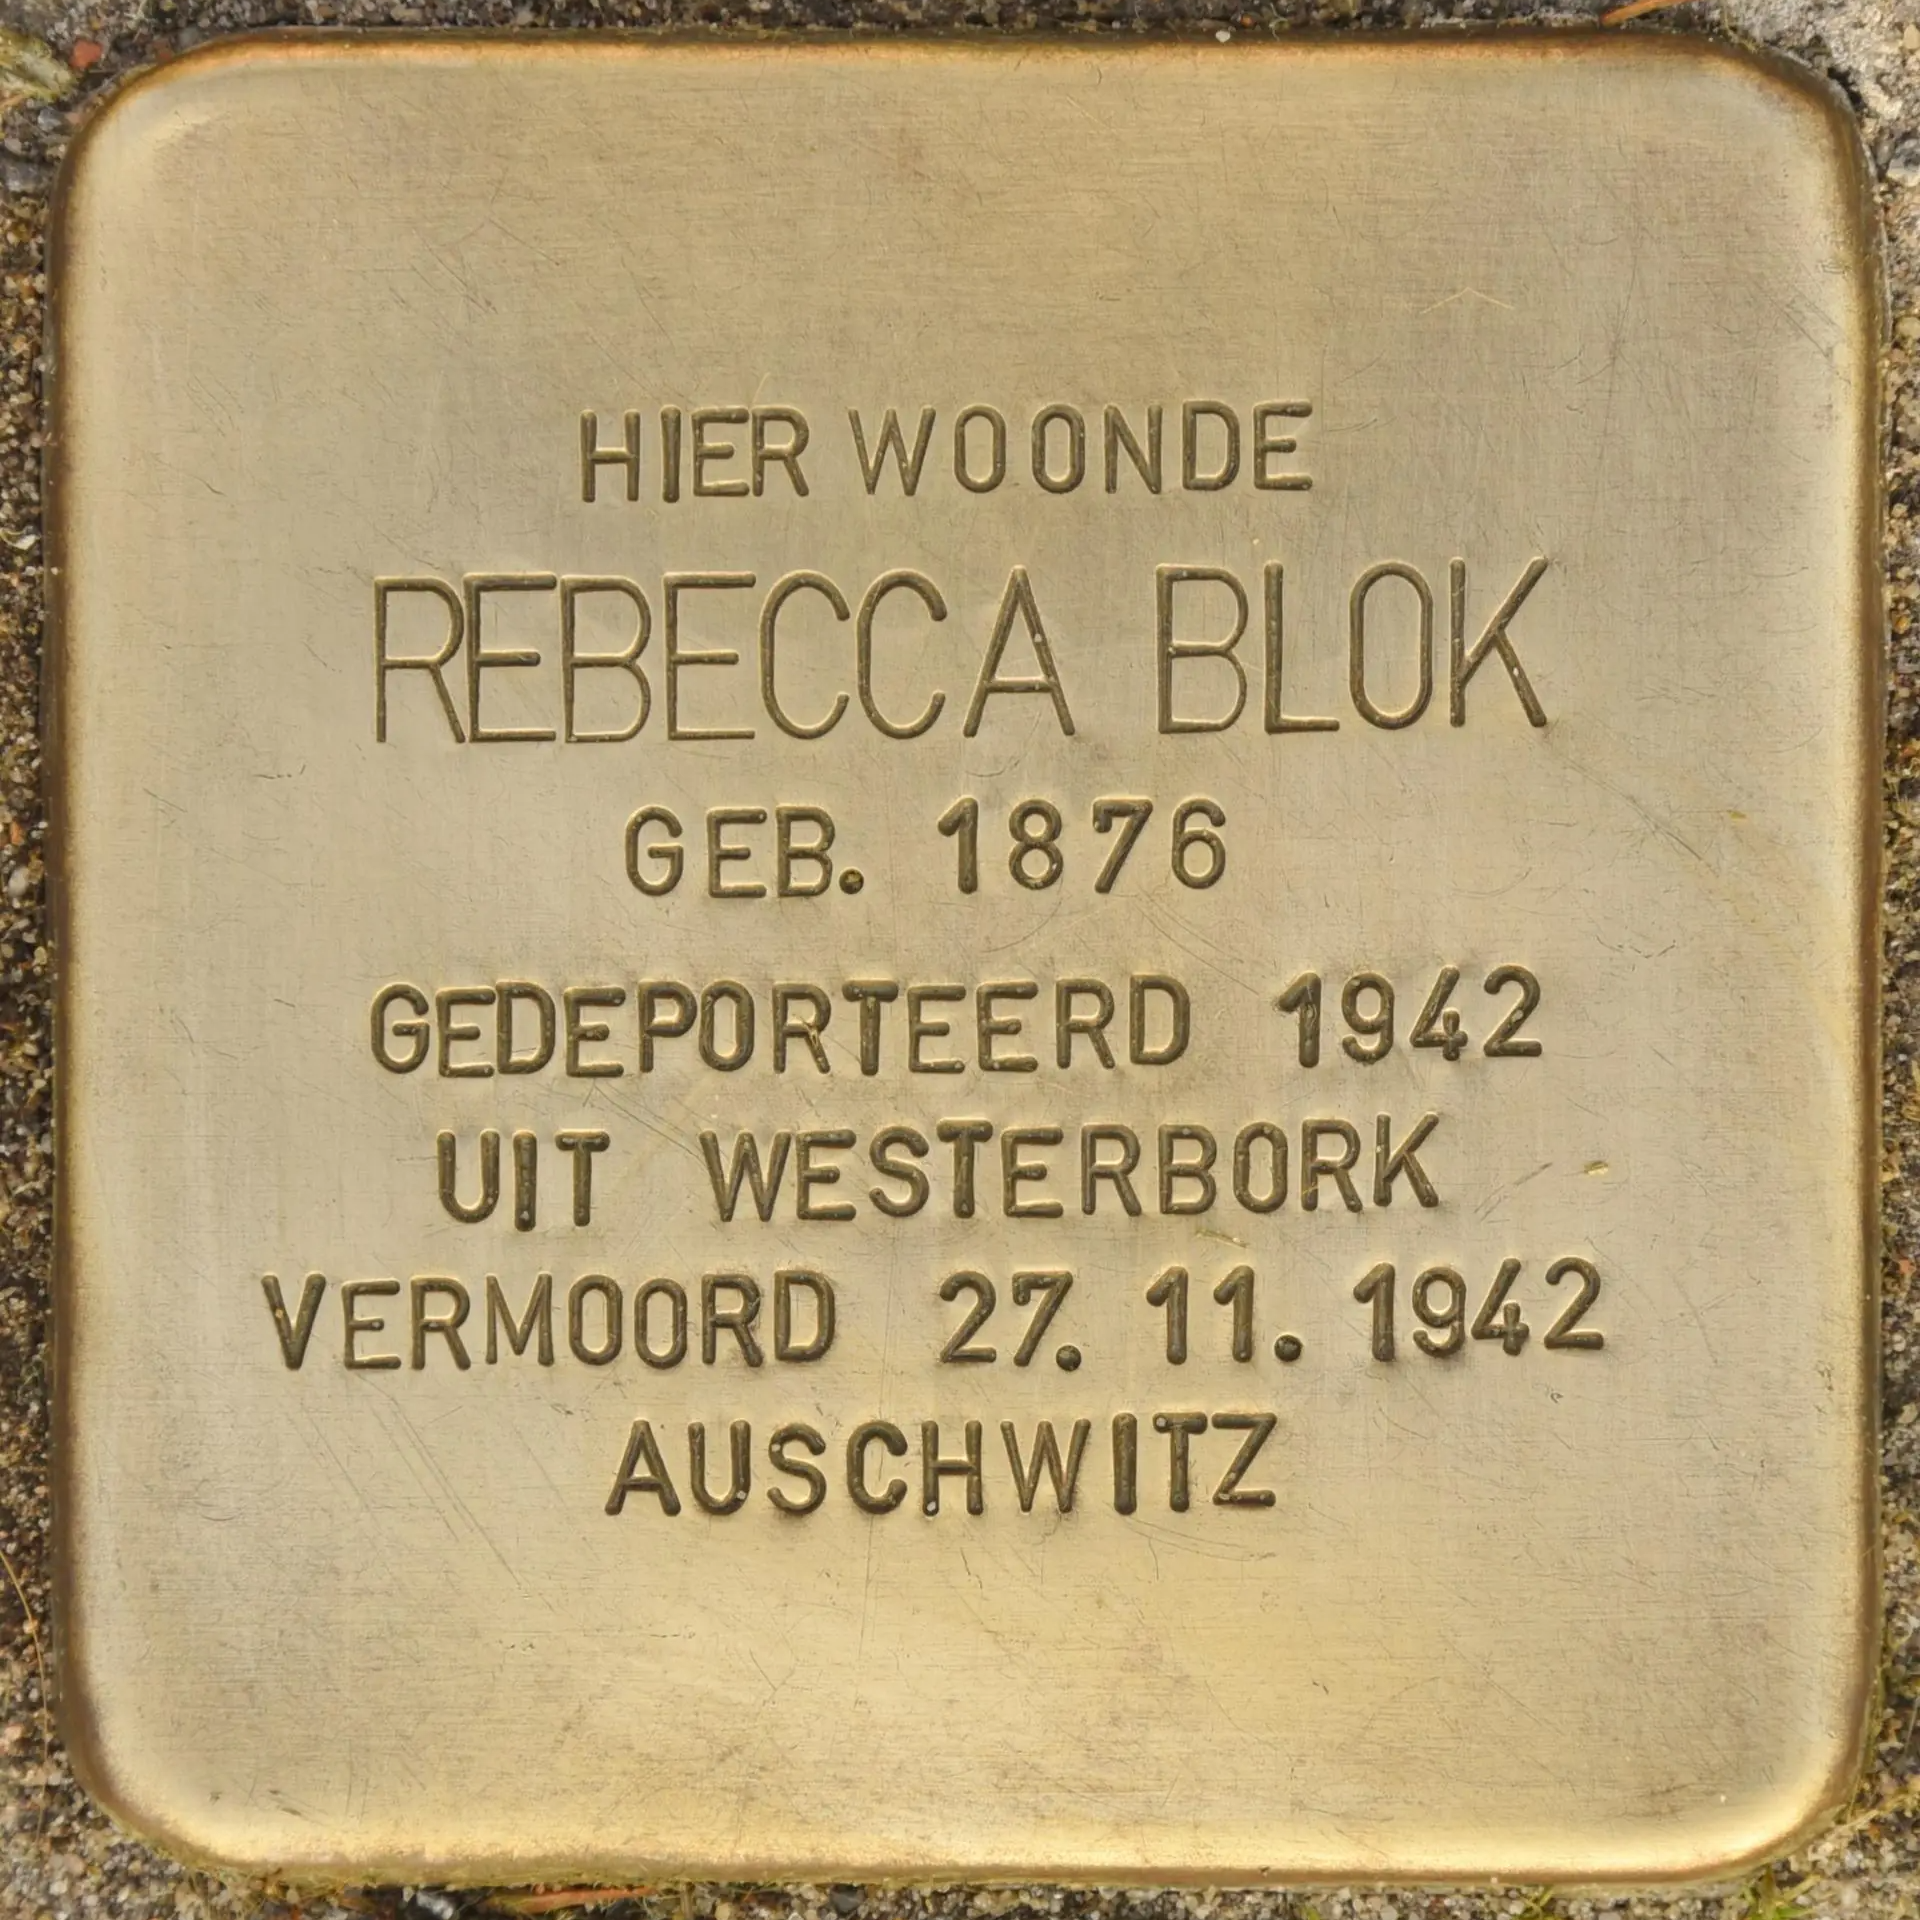 HIER WOONDE
REBECCA BLOK
GEB. 1876
GEDEPORTEERD 1942
UIT WESTERBORK
VERMOORD 27. 11. 1942
AUSCHWITZ